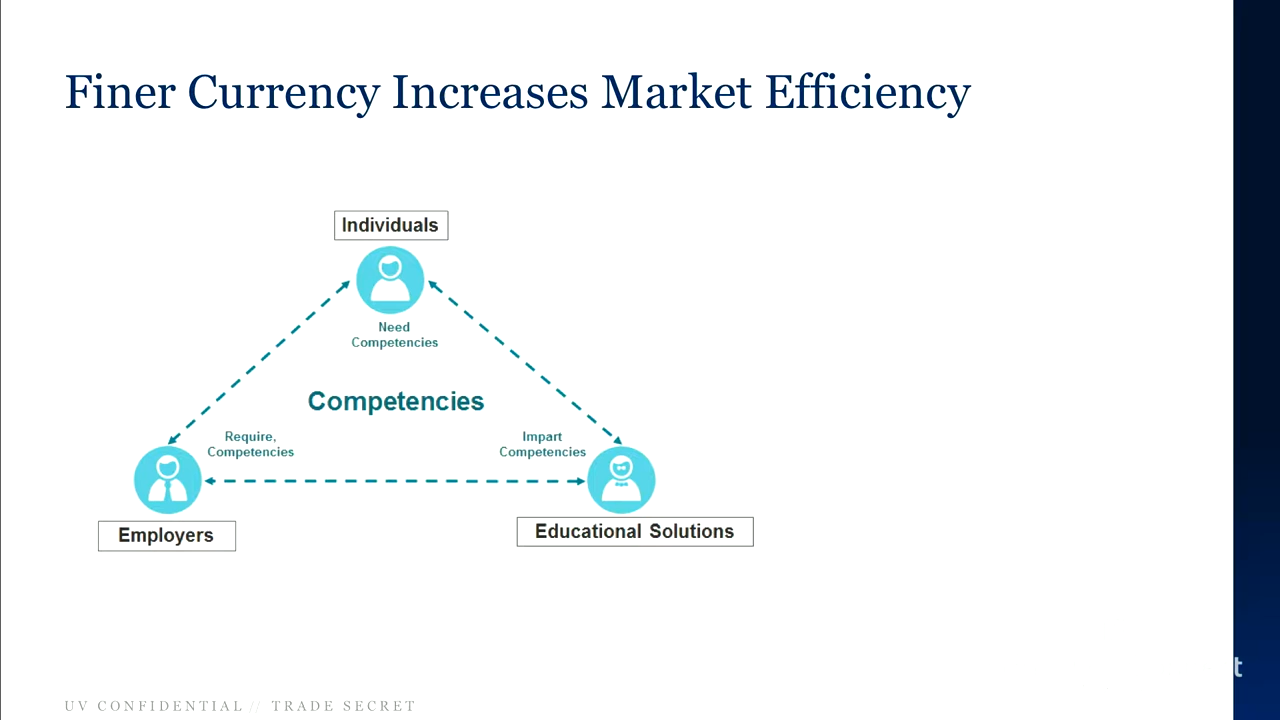 Finer Currency Increases Market Efficiency
Individuals
Need
Competencies
Competencies
Require,
Competencies
Impart
Competencies
Employers
Educational Solutions
UV CONFIDENTIAL // TRADE SECRET
t